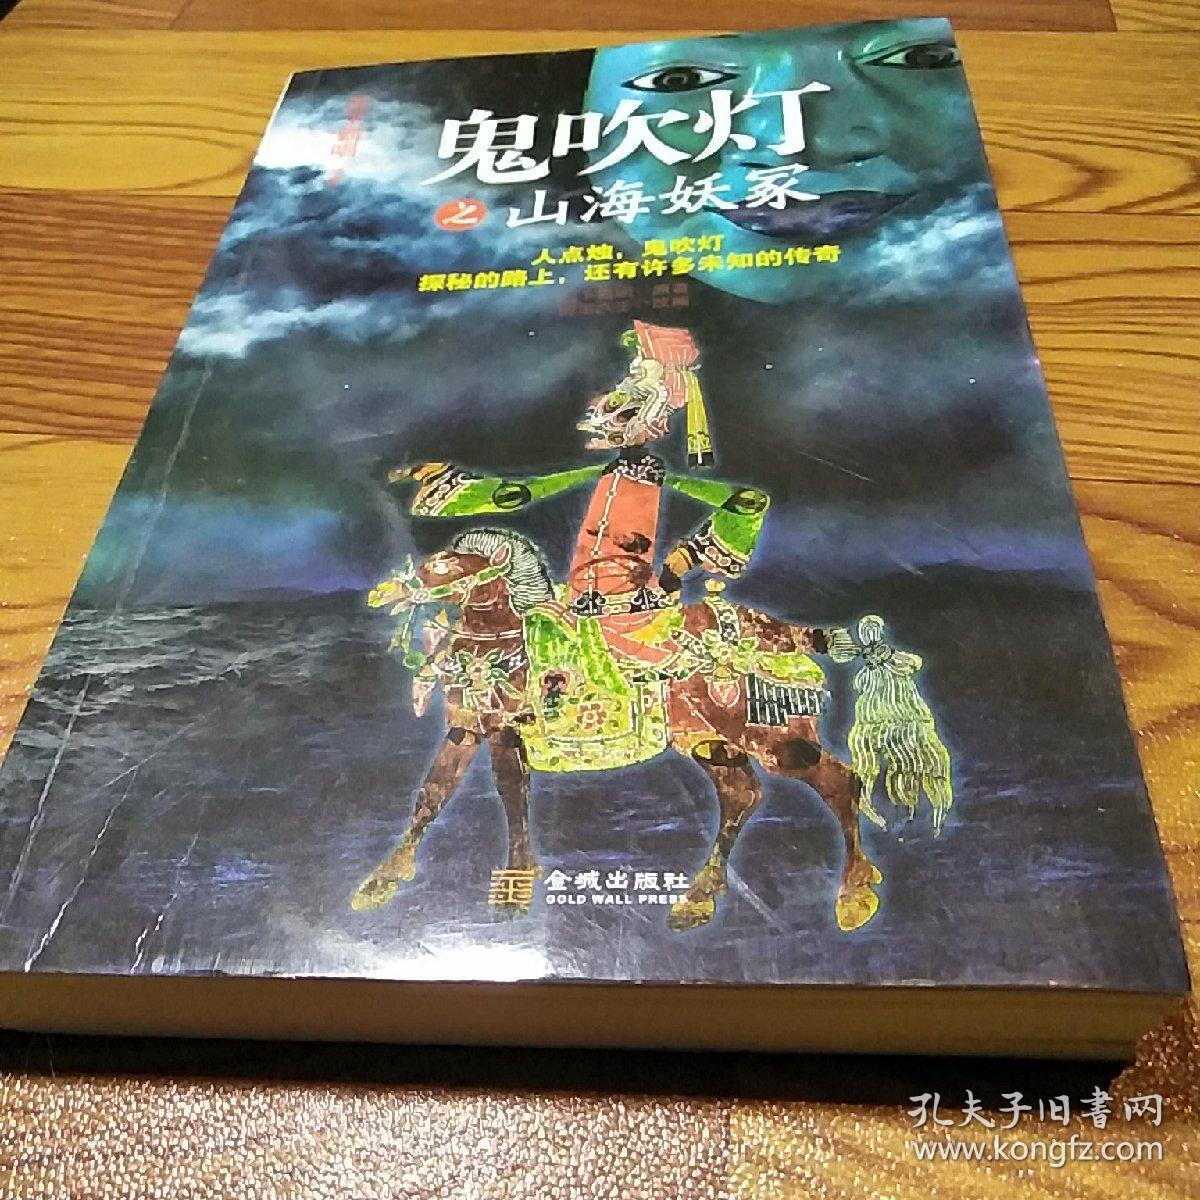 鬼吹灯
之
山海妖冢
人点烛，鬼吹灯
探秘的路上，还有许多未知的传奇
金城出版社
GOLD WALL PRESS
孔夫子旧書网
www.kongfz.com